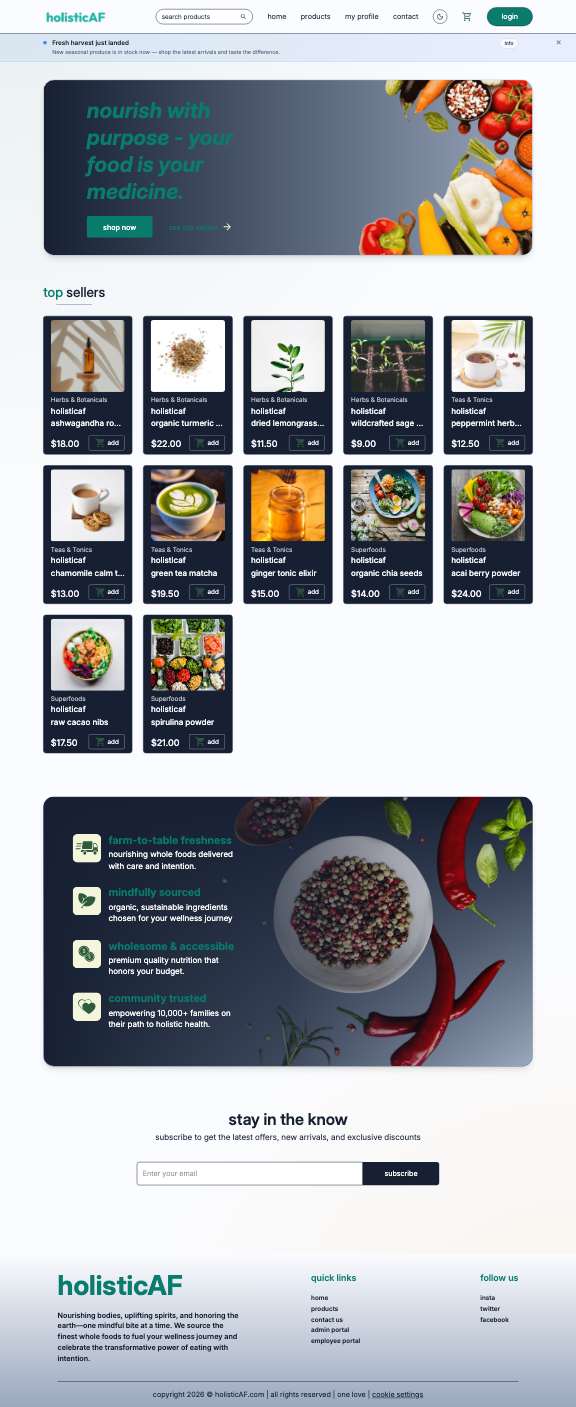 holisticAF
search products
home
products
my profile
contact
login
Fresh harvest just landed
New seasonal produce is in stock now — shop the latest arrivals and taste the difference.
Info
nourish with
purpose - your
food is your
medicine.
shop now
top sellers
Herbs & Botanicals
holisticaf
ashwagandha ro...
$18.00
add
Herbs & Botanicals
holisticaf
organic turmeric ...
$22.00
add
Herbs & Botanicals
holisticaf
dried lemongrass...
$11.50
add
Herbs & Botanicals
holisticaf
wildcrafted sage ...
$9.00
add
Teas & Tonics
holisticaf
peppermint herb...
$12.50
add
Teas & Tonics
holisticaf
chamomile calm t...
$13.00
add
Teas & Tonics
holisticaf
green tea matcha
$19.50
add
Teas & Tonics
holisticaf
ginger tonic elixir
$15.00
add
Superfoods
holisticaf
organic chia seeds
$14.00
add
Superfoods
holisticaf
acai berry powder
$24.00
add
Superfoods
holisticaf
raw cacao nibs
$17.50
add
Superfoods
holisticaf
spirulina powder
$21.00
add
farm-to-table freshness
nourishing whole foods delivered
with care and intention.
mindfully sourced
organic, sustainable ingredients
chosen for your wellness journey
wholesome & accessible
premium quality nutrition that
honors your budget.
community trusted
empowering 10,000+ families on
their path to holistic health.
stay in the know
subscribe to get the latest offers, new arrivals, and exclusive discounts
Enter your email
subscribe
holisticAF
Nourishing bodies, uplifting spirits, and honoring the
earth—one mindful bite at a time. We source the
finest whole foods to fuel your wellness journey and
celebrate the transformative power of eating with
intention.
quick links
home
products
contact us
admin portal
employee portal
follow us
insta
twitter
facebook
copyright 2026 © holisticAF.com | all rights reserved | one love | cookie settings